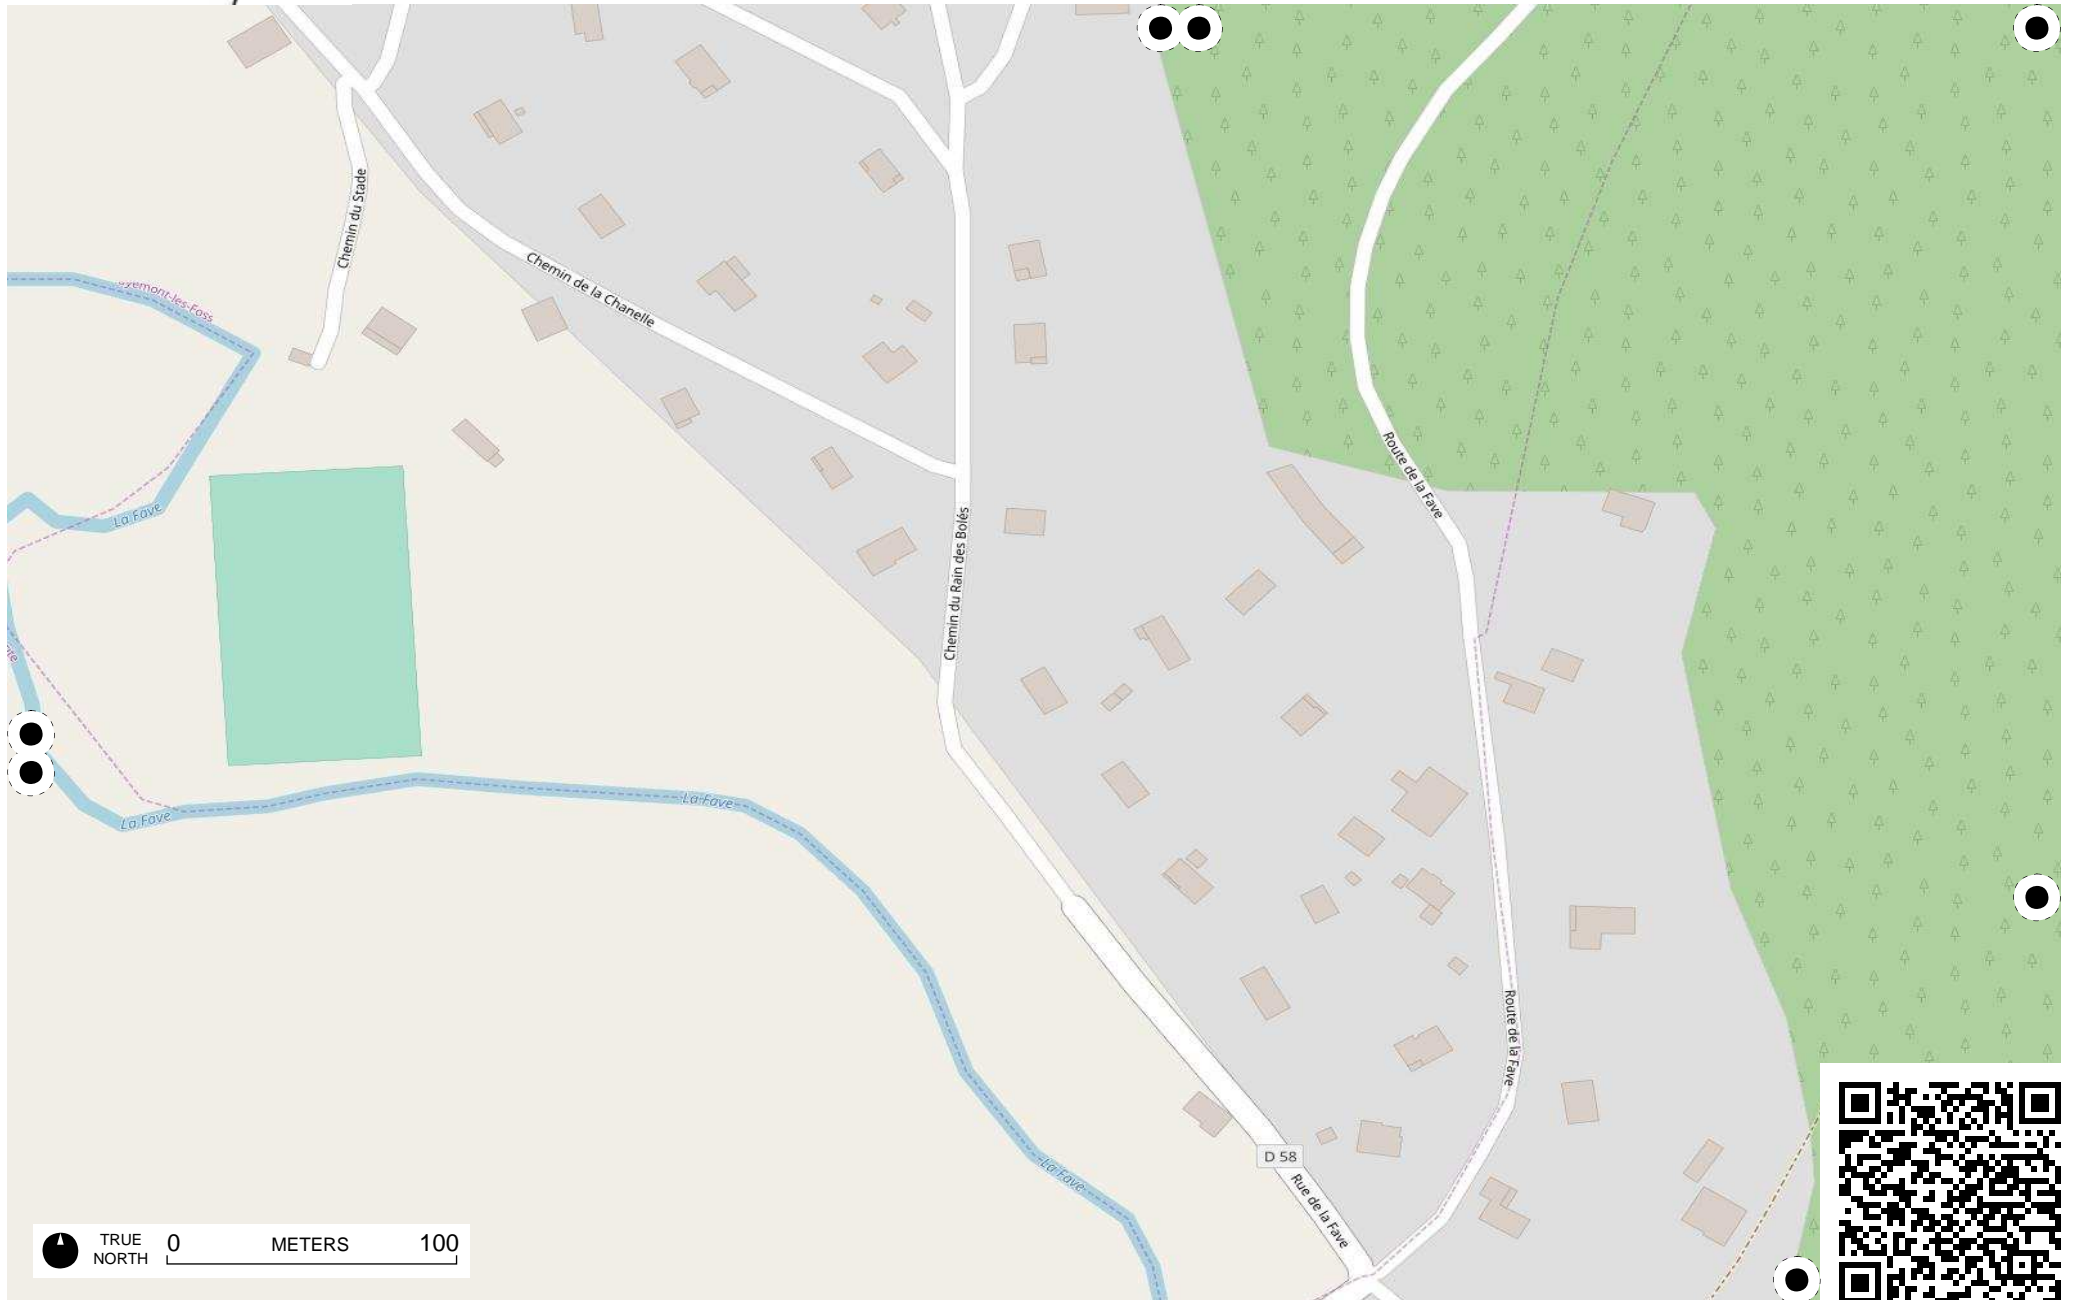 Chemin du Stade
Chemin de la Chanelle
Route de la Fave
La Fave
Chemin du Rain des Bolés
La Fave
La Fave
Route de la Fave
D 58
La Fave
Rue de la Fave
TRUE
NORTH
0
METERS
100